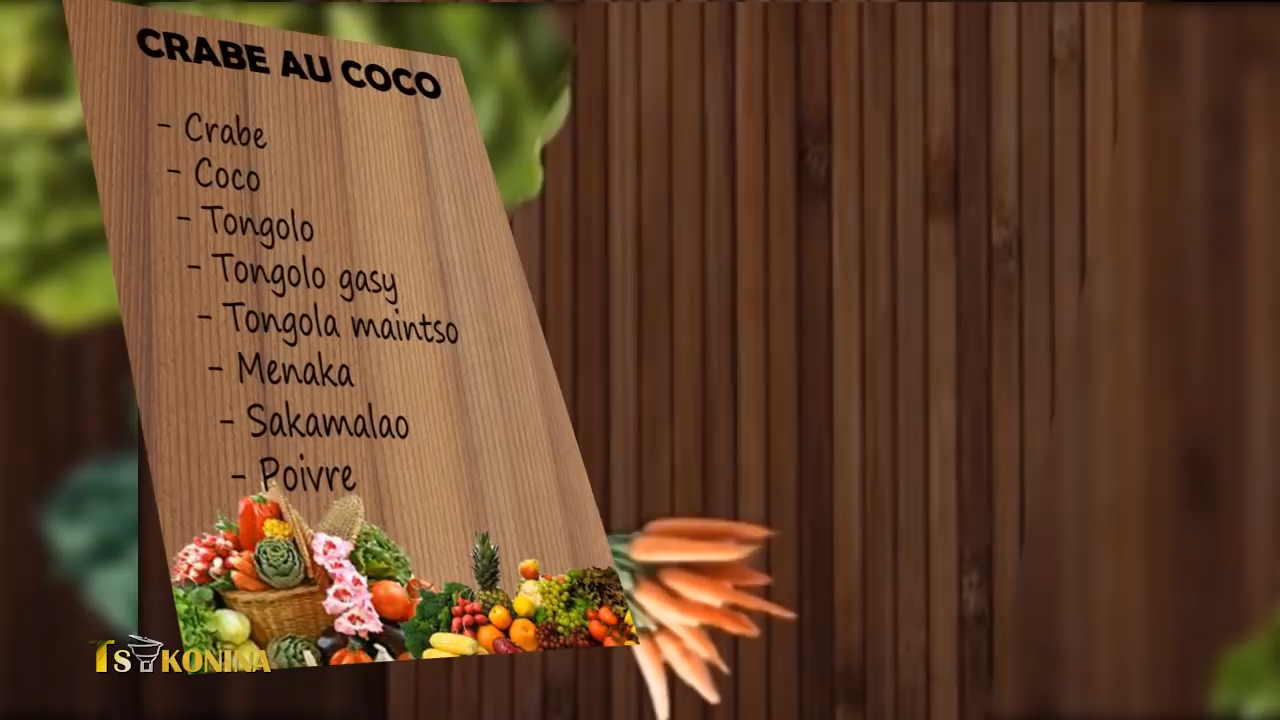 CRABE AU COCO
- Crabe
- Coco
- Tongolo
- Tongolo gasy
- Tongola maintso
- Menaka
- Sakamalao
- Poivre
TSIKONINA